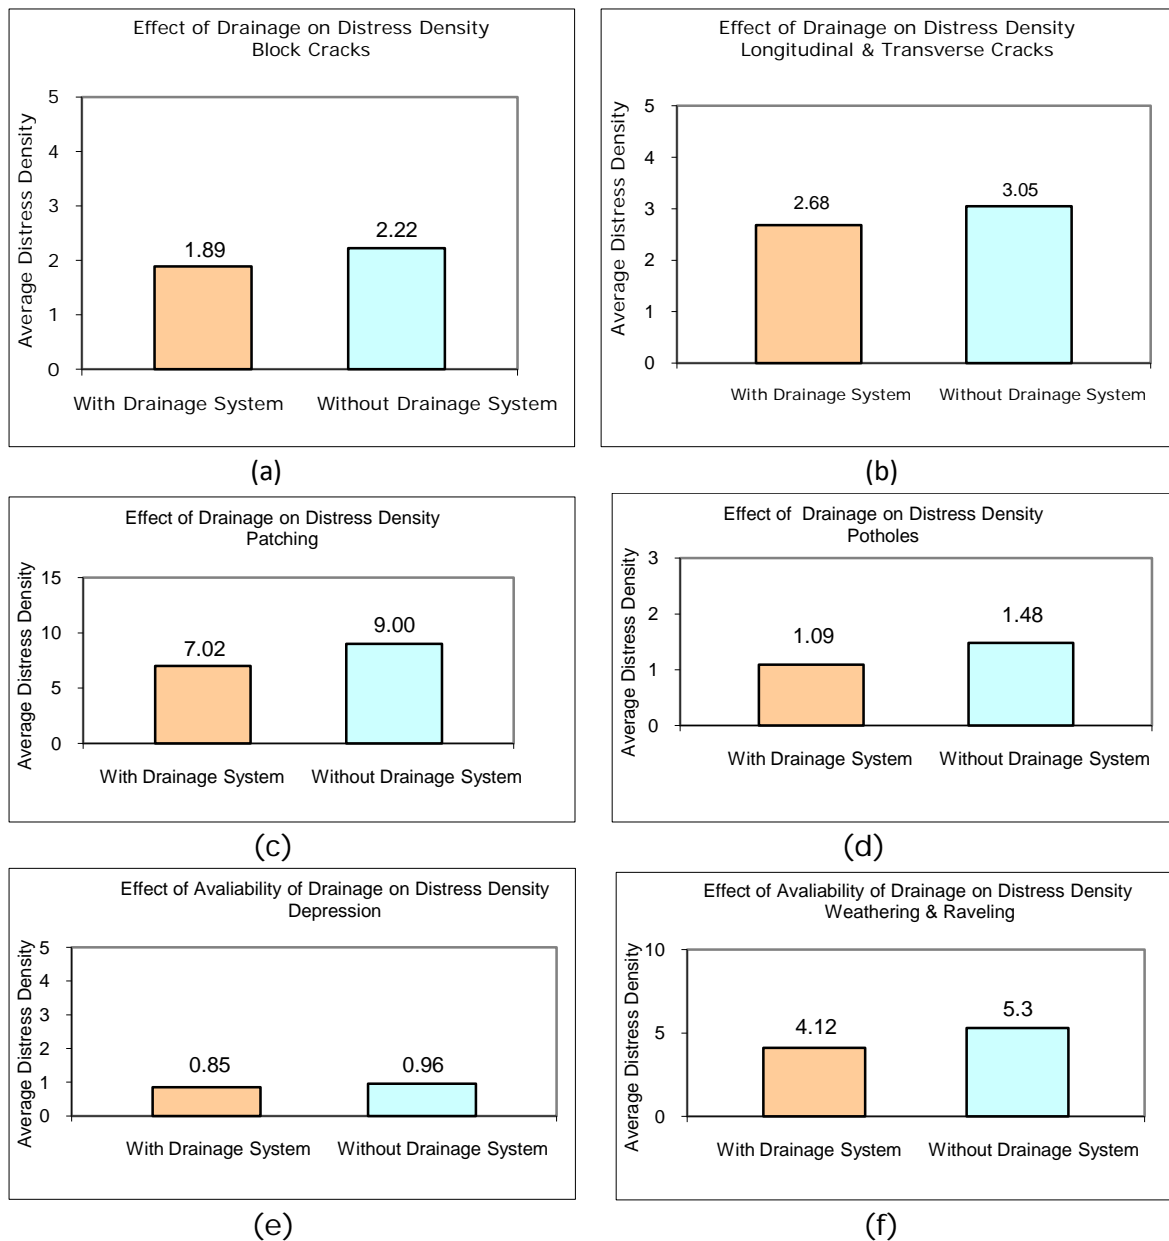 Effect of Drainage on Distress Density
Block Cracks
Average Distress Density
5
4
3
2
1
0
1.89
2.22
With Drainage System
Without Drainage System
(a)
Effect of Drainage on Distress Density
Longitudinal & Transverse Cracks
Average Distress Density
5
4
3
2
1
0
2.68
3.05
With Drainage System
Without Drainage System
(b)
Effect of Drainage on Distress Density
Patching
Average Distress Density
15
10
5
0
7.02
9.00
With Drainage System
Without Drainage System
(c)
Effect of Drainage on Distress Density
Potholes
Average Distress Density
3
2
1
0
1.09
1.48
With Drainage System
Without Drainage System
(d)
Effect of Avaliability of Drainage on Distress Density
Depression
Average Distress Density
5
4
3
2
1
0
0.85
0.96
With Drainage System
Without Drainage System
(e)
Effect of Avaliability of Drainage on Distress Density
Weathering & Raveling
Average Distress Density
10
5
0
4.12
5.3
With Drainage System
Without Drainage System
(f)